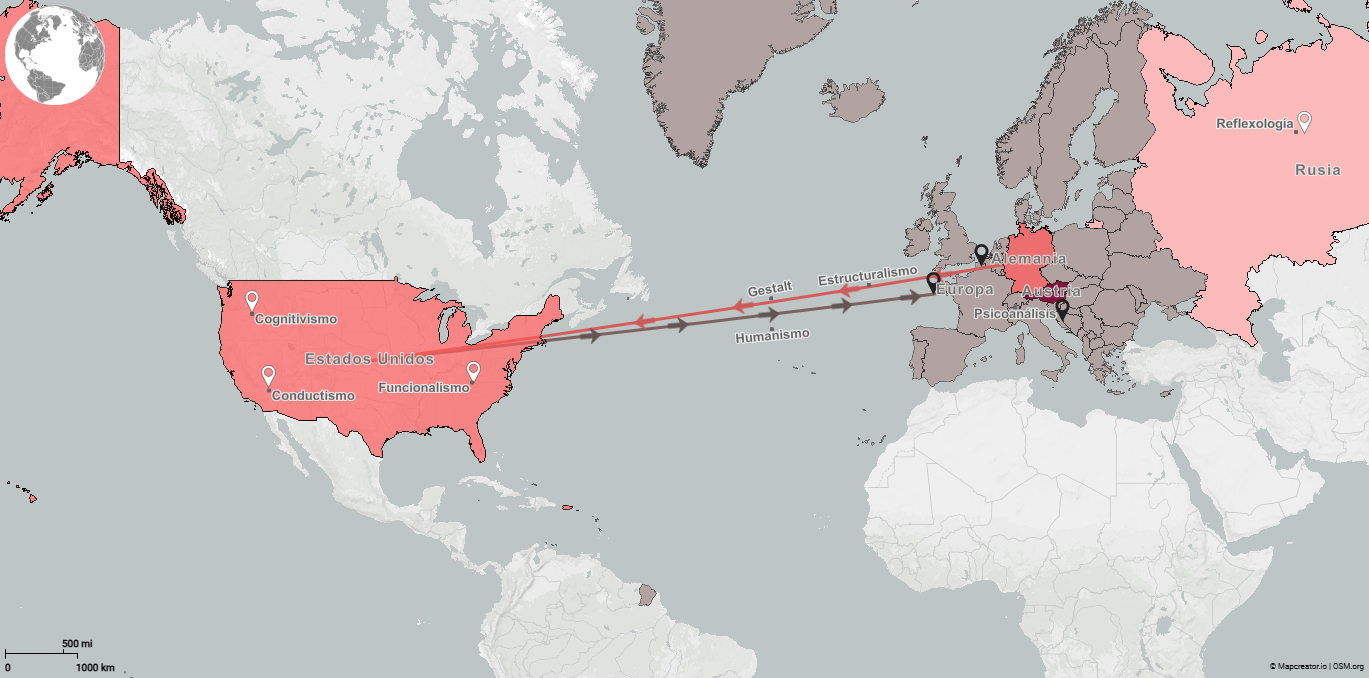 Reflexología
Rusia
Alemania
Estructuralismo
Gestalt
Europa
Austria
Psicoanálisis
Cognitivismo
Humanismo
Estados Unidos
Funcionalismo
Conductismo
500 mi
0
1000 km
© Mapcreator.io | OSM.org